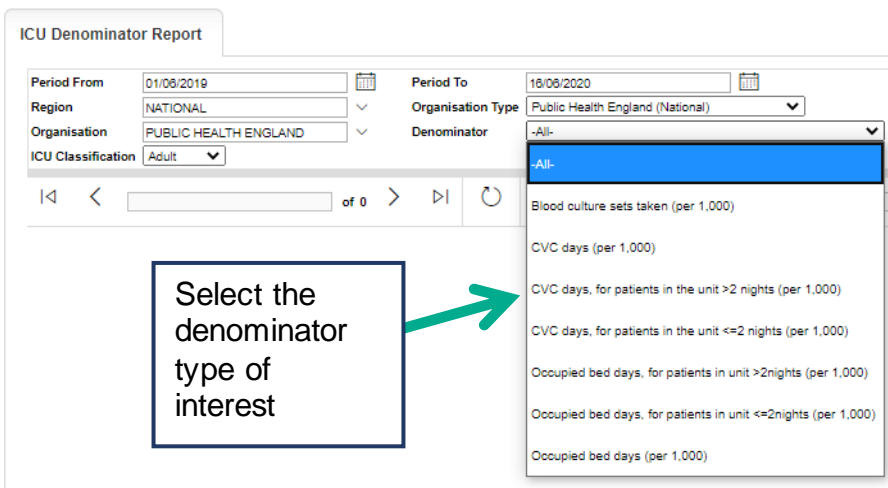 ICU Denominator Report
Period From 01/06/2019 Period To 16/06/2020
Region NATIONAL Organisation Type Public Health England (National)
Organisation PUBLIC HEALTH ENGLAND Denominator -All-
ICU Classification Adult
-All-
of 0
Blood culture sets taken (per 1,000)
CVC days (per 1,000)
CVC days, for patients in the unit >2 nights (per 1,000)
CVC days, for patients in the unit <=2 nights (per 1,000)
Occupied bed days, for patients in unit >2nights (per 1,000)
Occupied bed days, for patients in unit <=2nights (per 1,000)
Occupied bed days (per 1,000)
Select the
denominator
type of
interest